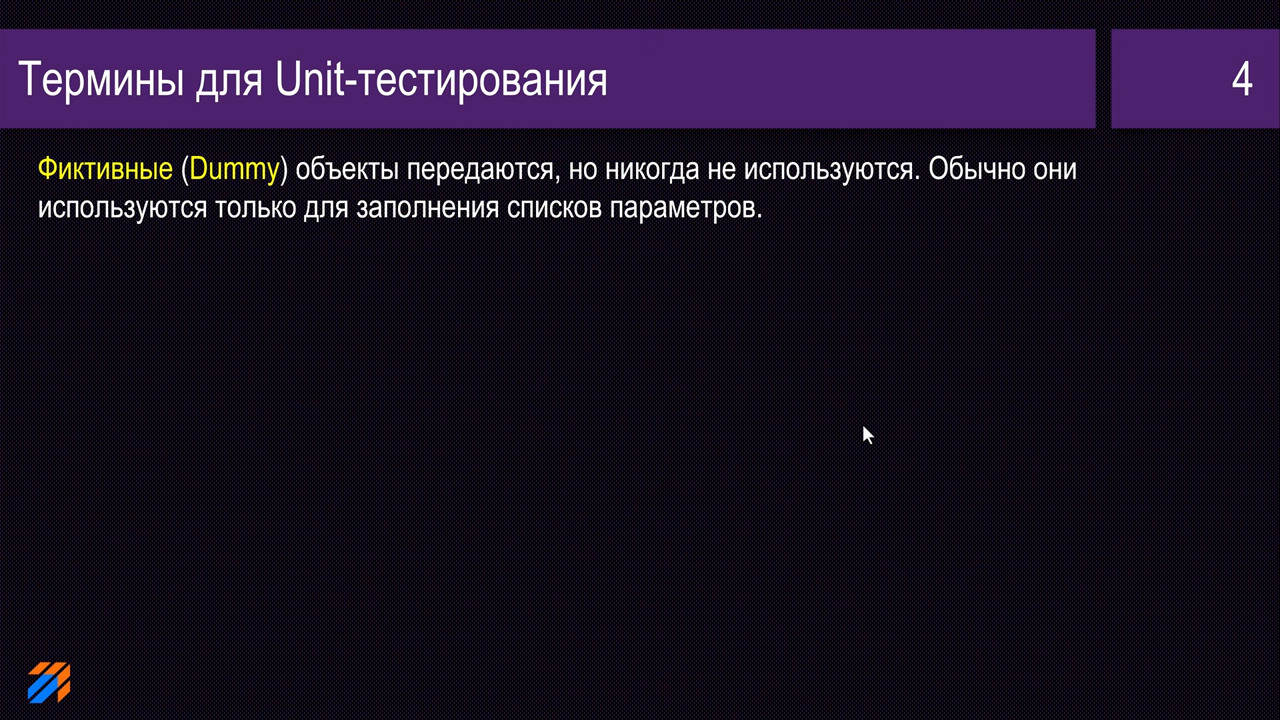 Термины для Unit-тестирования
4
Фиктивные (Dummy) объекты передаются, но никогда не используются. Обычно они
используются только для заполнения списков параметров.